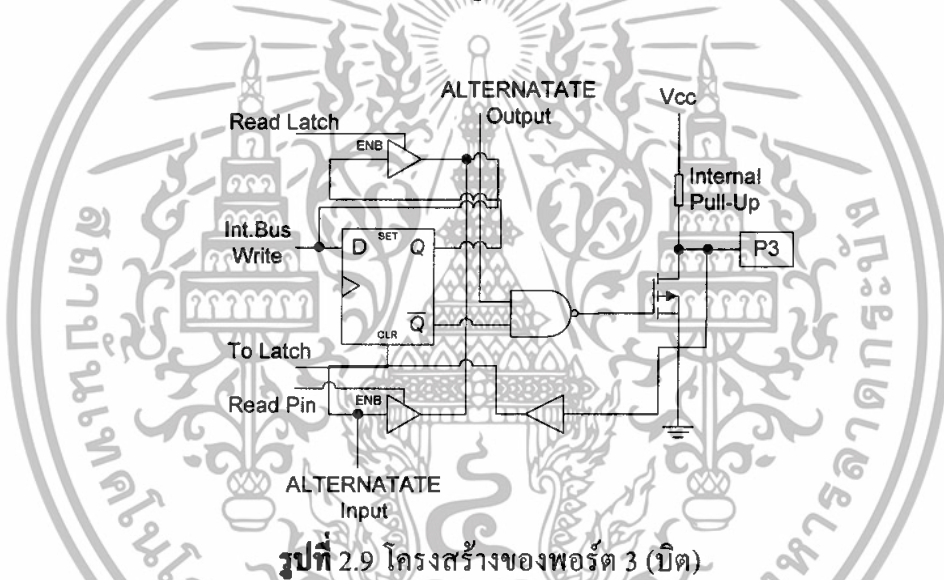 ALTERNATATE
Output
Vcc
Read Latch
ENB
Internal
Pull-Up
Int.Bus
Write
D
SET
Q
P3
Q
CLR
To Latch
Read Pin
ENB
ALTERNATATE
Input
รูปที่ 2.9 โครงสร้างของพอร์ต 3 (บิต)